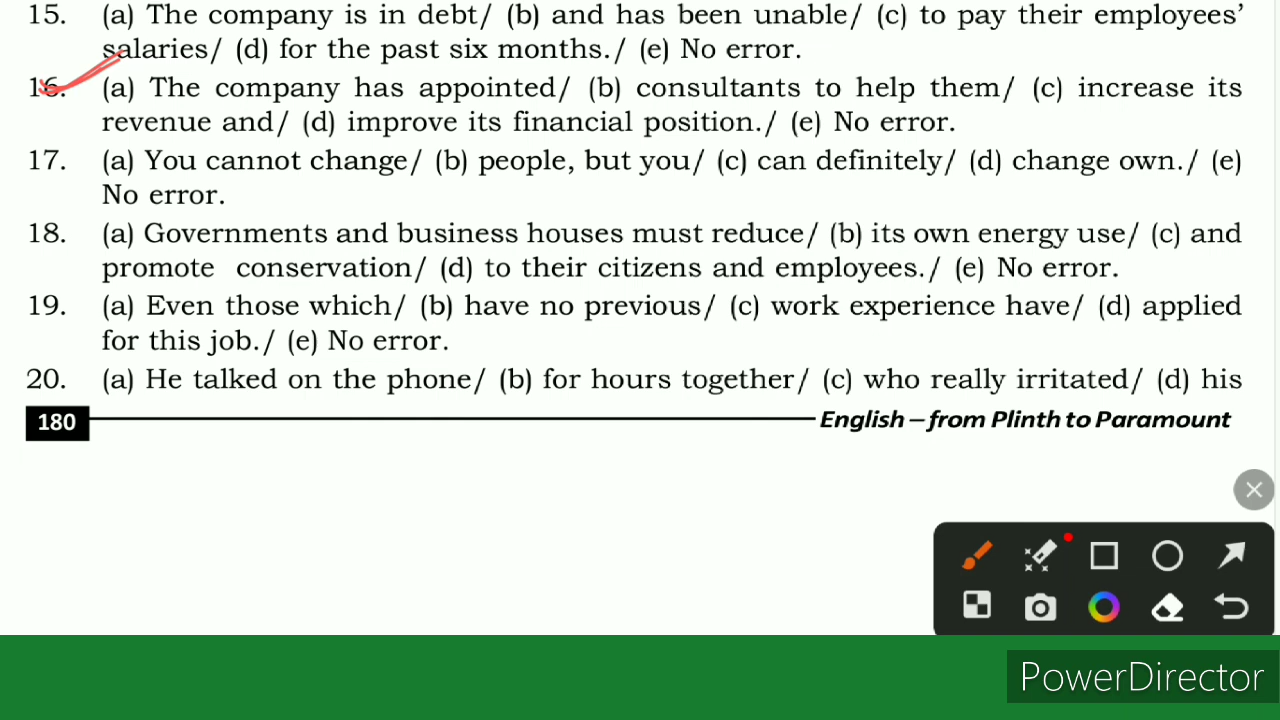 15. (a) The company is in debt/ (b) and has been unable/ (c) to pay their employees’
salaries/ (d) for the past six months./ (e) No error.
16. (a) The company has appointed/ (b) consultants to help them/ (c) increase its
revenue and/ (d) improve its financial position./ (e) No error.
17. (a) You cannot change/ (b) people, but you/ (c) can definitely/ (d) change own./ (e)
No error.
18. (a) Governments and business houses must reduce/ (b) its own energy use/ (c) and
promote conservation/ (d) to their citizens and employees./ (e) No error.
19. (a) Even those which/ (b) have no previous/ (c) work experience have/ (d) applied
for this job./ (e) No error.
20. (a) He talked on the phone/ (b) for hours together/ (c) who really irritated/ (d) his
180 English – from Plinth to Paramount
PowerDirector